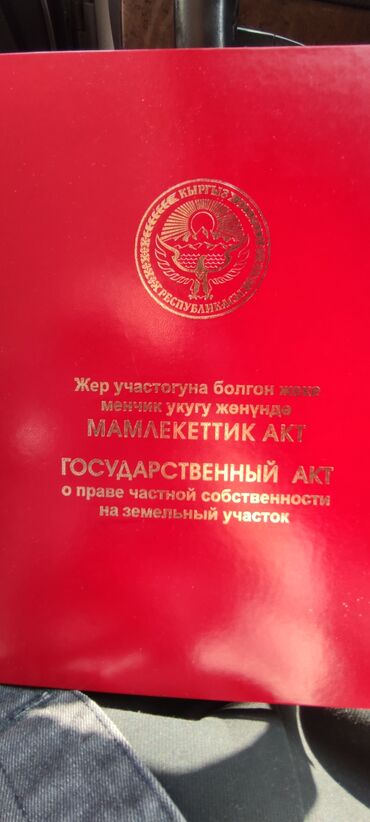 КЫРГЫЗ
РЕСПУБЛИКАСЫ
Жер участогуна болгон жеке
менчик укугу жөнүндө
МАМЛЕКЕТТИК АКТ
ГОСУДАРСТВЕННЫЙ АКТ
о праве частной собственности
на земельный участок